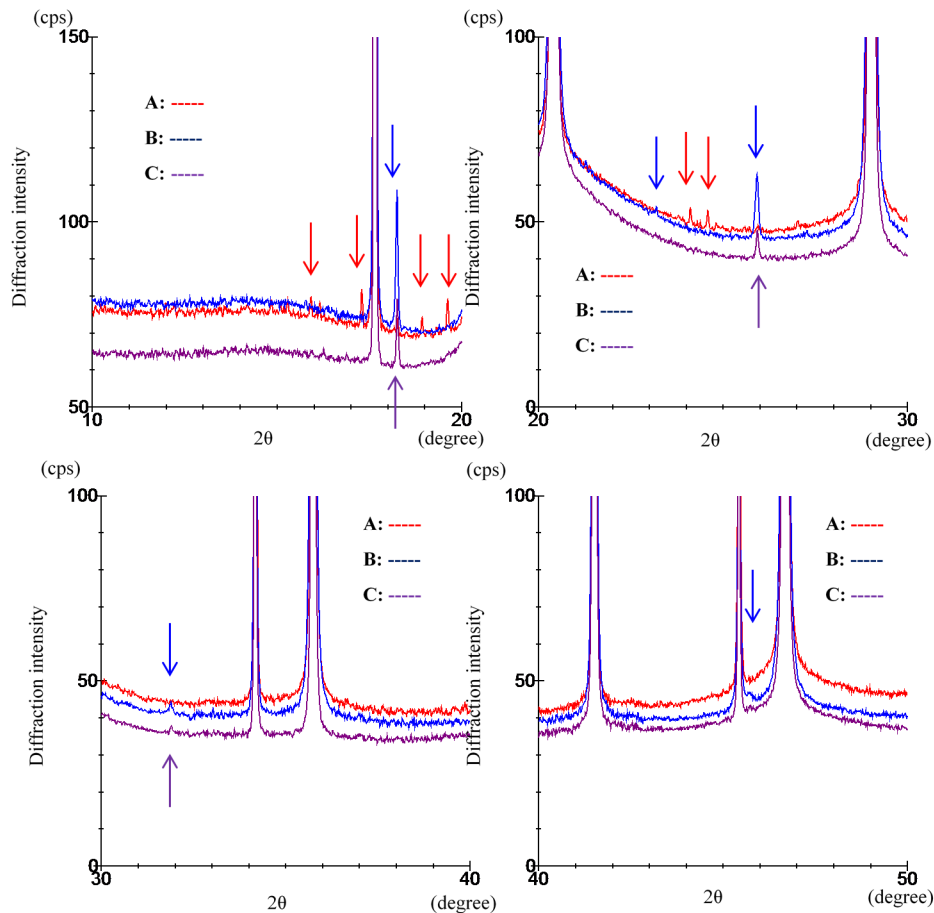 (cps)
150
Diffraction intensity
A: -----
B: -----
C: -----
100
50
10
20
2θ
(degree)
(cps)
100
Diffraction intensity
50
A: -----
B: -----
C: -----
0
20
30
2θ
(degree)
(cps)
100
Diffraction intensity
A: -----
B: -----
C: -----
50
0
30
40
2θ
(degree)
(cps)
100
Diffraction intensity
A: -----
B: -----
C: -----
50
0
40
50
2θ
(degree)